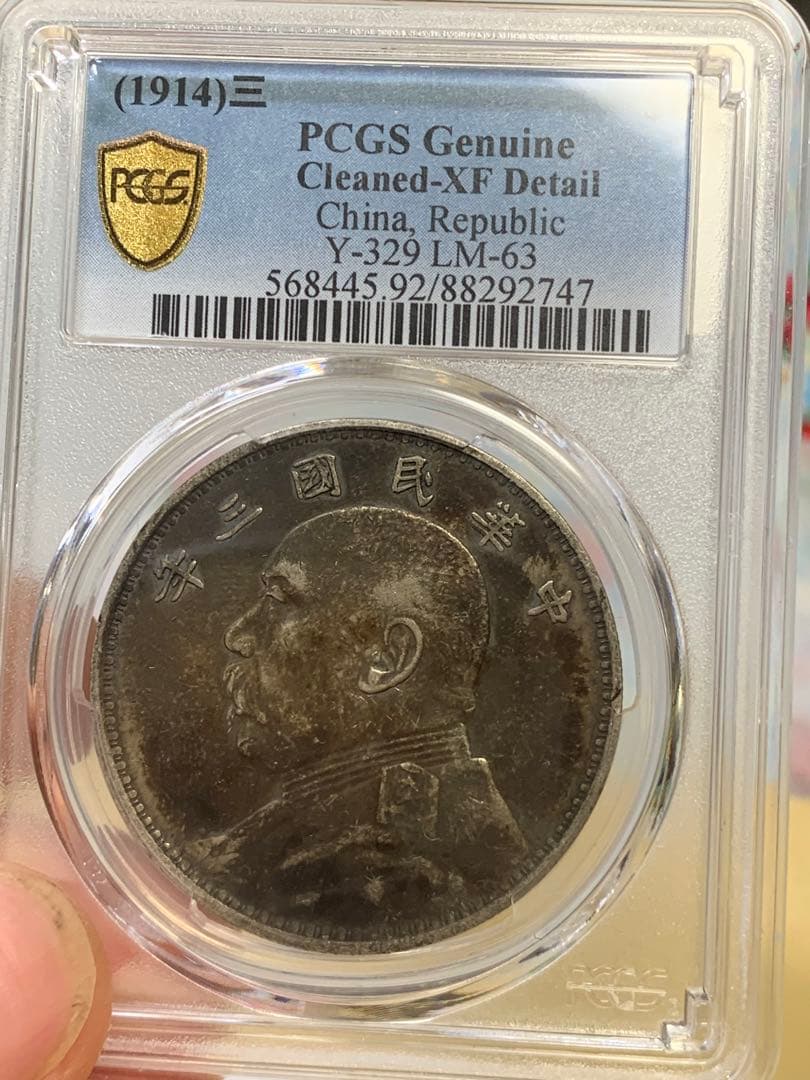 (1914)三
PCGS
PCGS Genuine
Cleaned-XF Detail
China, Republic
Y-329 LM-63
568445.92/88292747
年三國民華中
PCGS